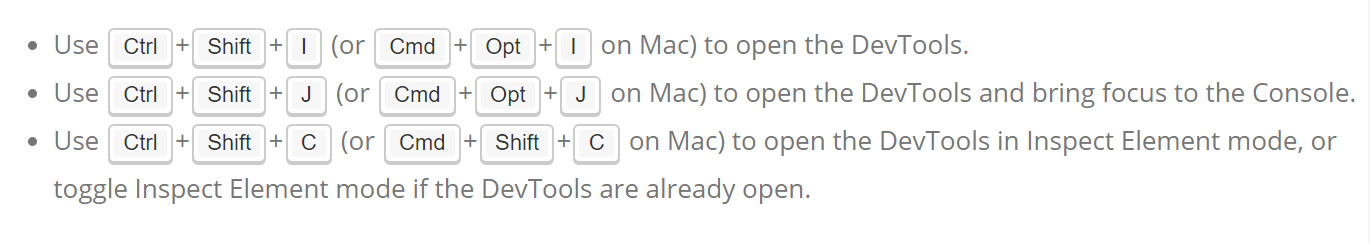 • Use Ctrl+Shift+I (or Cmd+Opt+I on Mac) to open the DevTools.
• Use Ctrl+Shift+J (or Cmd+Opt+J on Mac) to open the DevTools and bring focus to the Console.
• Use Ctrl+Shift+C (or Cmd+Shift+C on Mac) to open the DevTools in Inspect Element mode, or
toggle Inspect Element mode if the DevTools are already open.